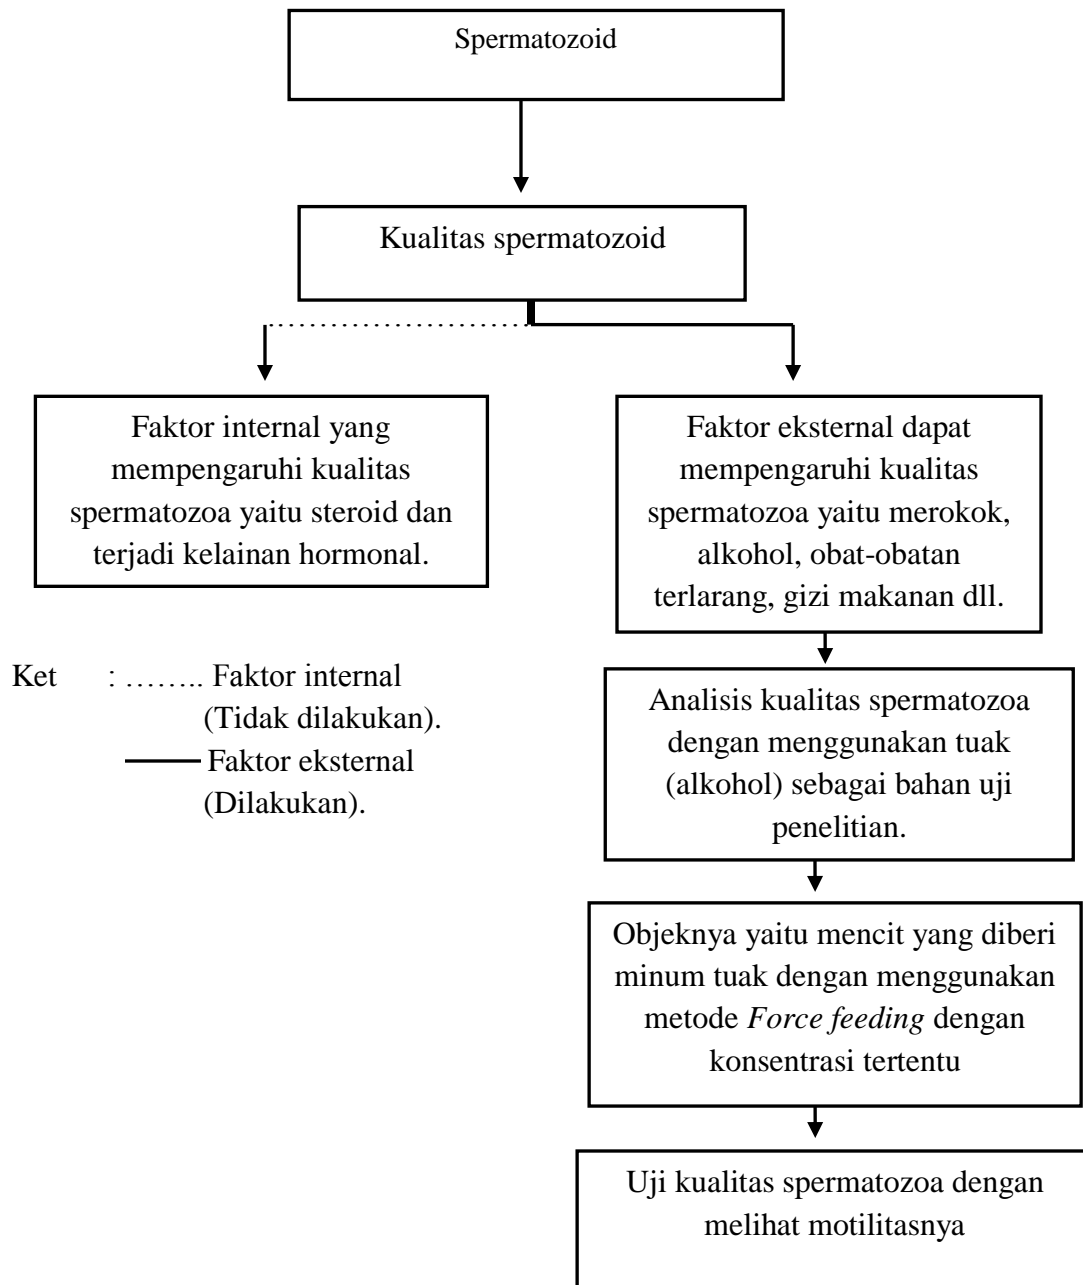 Spermatozoid
Kualitas spermatozoid
Faktor internal yang
mempengaruhi kualitas
spermatozoa yaitu steroid dan
terjadi kelainan hormonal.
Faktor eksternal dapat
mempengaruhi kualitas
spermatozoa yaitu merokok,
alkohol, obat-obatan
terlarang, gizi makanan dll.
Ket : …….. Faktor internal
(Tidak dilakukan).
Faktor eksternal
(Dilakukan).
Analisis kualitas spermatozoa
dengan menggunakan tuak
(alkohol) sebagai bahan uji
penelitian.
Objeknya yaitu mencit yang diberi
minum tuak dengan menggunakan
metode Force feeding dengan
konsentrasi tertentu
Uji kualitas spermatozoa dengan
melihat motilitasnya